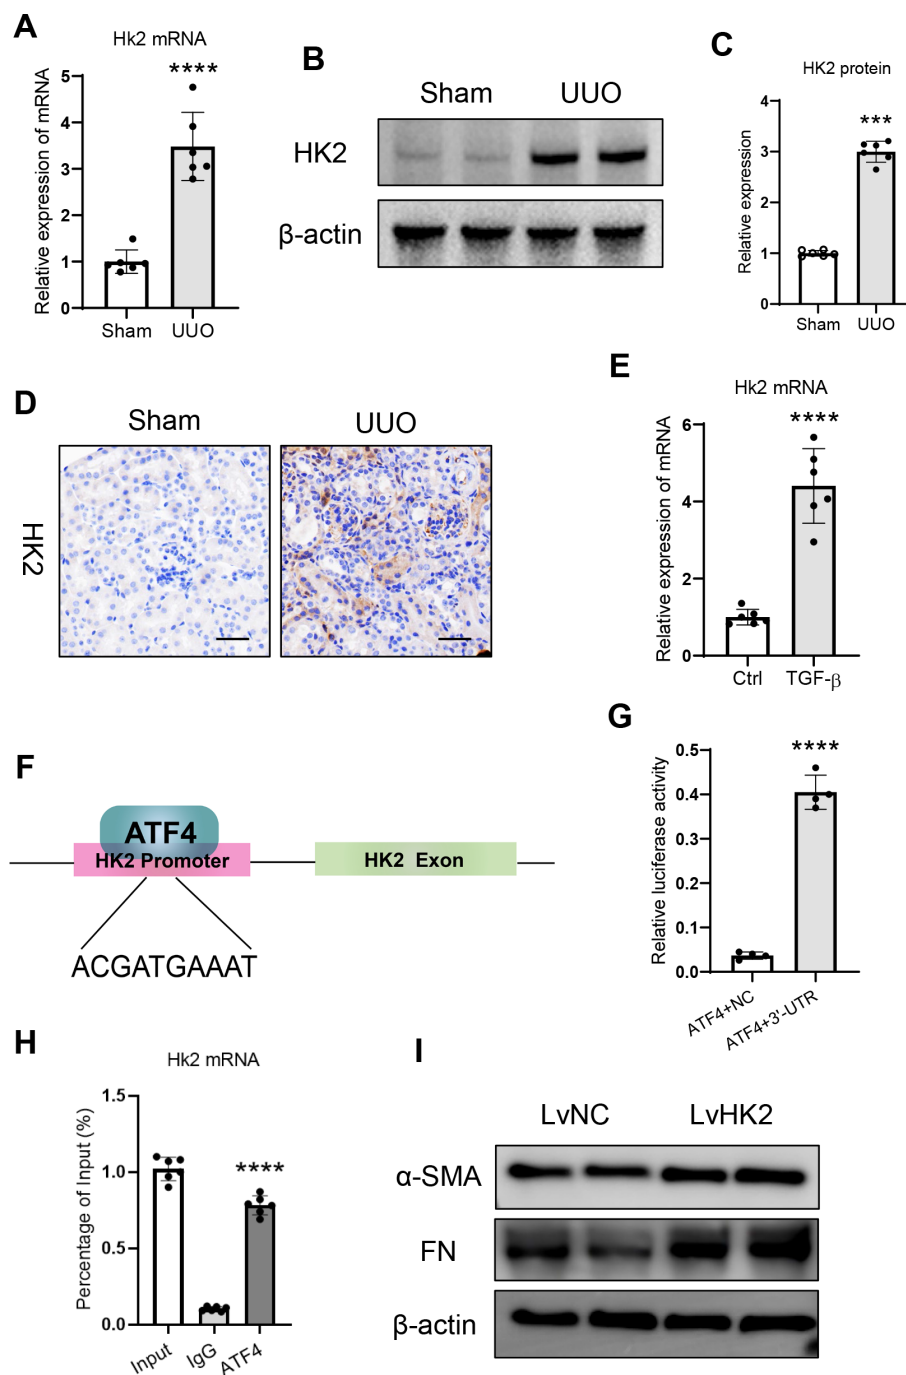 A
Hk2 mRNA
****
Relative expression of mRNA
5
4
3
2
1
0
Sham
UUO
B
Sham
UUO
HK2
β-actin
C
HK2 protein
***
Relative expression
4
3
2
1
0
Sham
UUO
D
Sham
UUO
HK2
E
Hk2 mRNA
****
Relative expression of mRNA
6
4
2
0
Ctrl
TGF-β
F
ATF4
HK2 Promoter
HK2 Exon
ACGATGAAAT
G
****
Relative luciferase activity
0.5
0.4
0.3
0.2
0.1
0.0
ATF4+NC
ATF4+3'-UTR
H
Hk2 mRNA
****
Percentage of Input (%)
1.5
1.0
0.5
0.0
Input
IgG
ATF4
I
LvNC
LvHK2
α-SMA
FN
β-actin